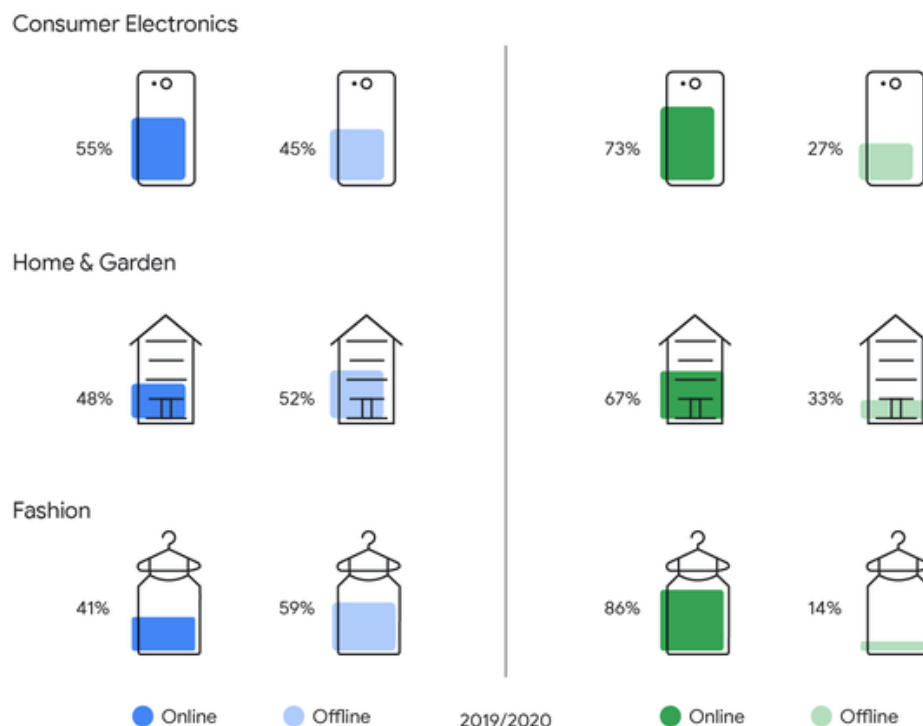 Consumer Electronics
55% 45% 73% 27%
Home & Garden
48% 52% 67% 33%
Fashion
41% 59% 86% 14%
Online Offline 2019/2020 Online Offline